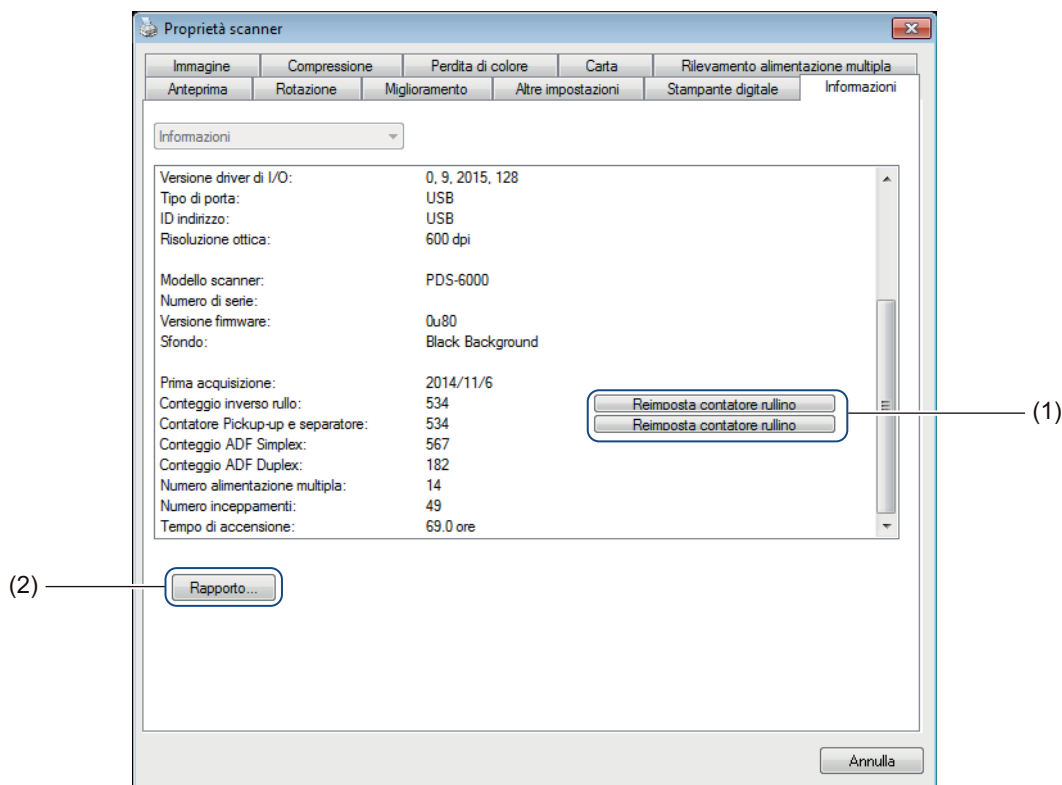 Proprietà scanner
Immagine Compressione Perdita di colore Carta Rilevamento alimentazione multipla
Anteprima Rotazione Miglioramento Altre impostazioni Stampante digitale Informazioni
Informazioni
Versione driver di I/O: 0, 9, 2015, 128
Tipo di porta: USB
ID indirizzo: USB
Risoluzione ottica: 600 dpi
Modello scanner: PDS-6000
Numero di serie:
Versione firmware: 0u80
Sfondo: Black Background
Prima acquisizione: 2014/11/6
Conteggio inverso rullo: 534 Reimposta contatore rullino
(1)
Contatore Pickup-up e separatore: 534 Reimposta contatore rullino
Conteggio ADF Simplex: 567
Conteggio ADF Duplex: 182
Numero alimentazione multipla: 14
Numero inceppamenti: 49
Tempo di accensione: 69.0 ore
(2) Rapporto...
Annulla